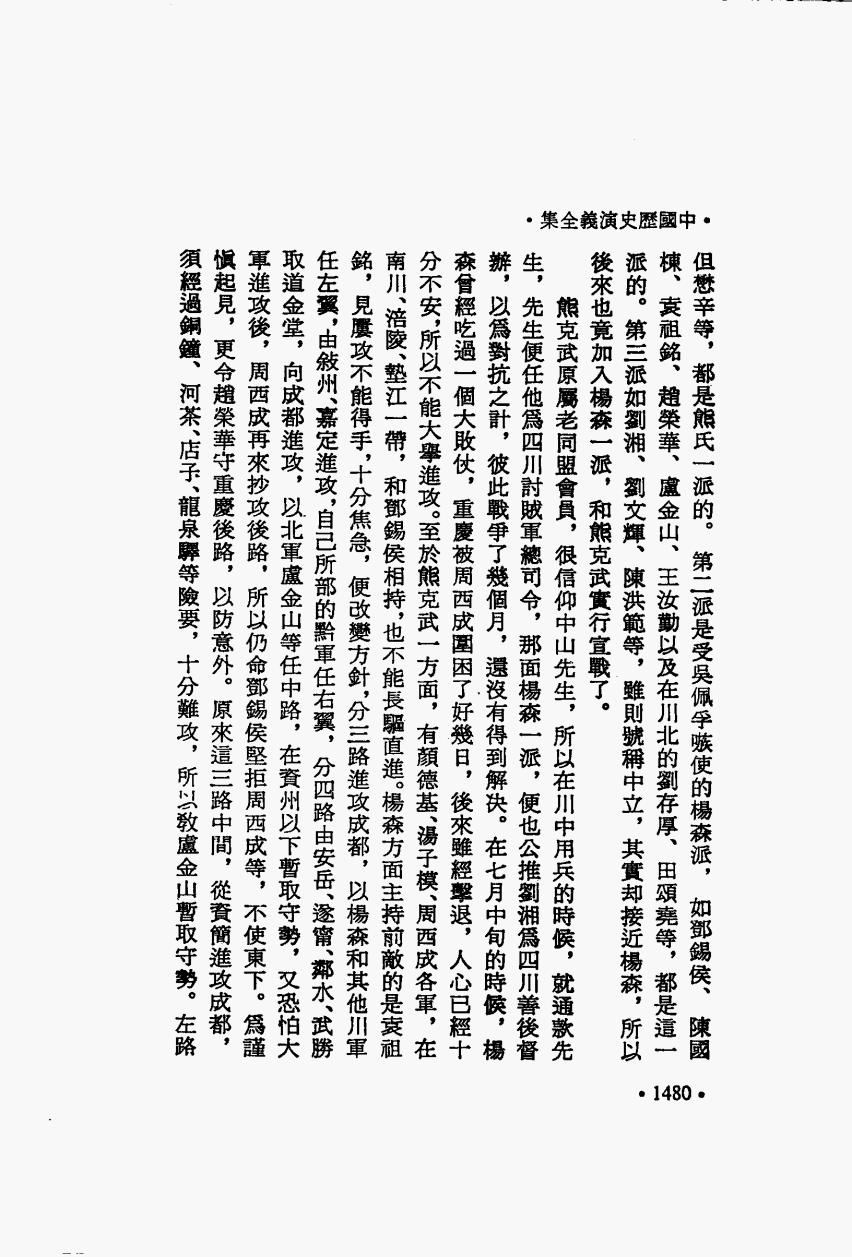 •中國歷史演義全集•
但懋辛等，都是熊氏一派的。第二派是受吳佩孚嗾使的楊森派，如鄧錫侯、陳國
棟、袁祖銘、趙榮華、盧金山、王汝勤以及在川北的劉存厚、田頌堯等，都是這一
派的。第三派如劉湘、劉文輝、陳洪範等，雖則號稱中立，其實却接近楊森，所以
後來也竟加入楊森一派，和熊克武實行宣戰了。
熊克武原屬老同盟會員，很信仰中山先生，所以在川中用兵的時候，就通款先
生，先生便任他爲四川討賊軍總司令，那面楊森一派，便也公推劉湘爲四川善後督
辦，以爲對抗之計，彼此戰爭了幾個月，還沒有得到解決。在七月中旬的時候，楊
森曾經吃過一個大敗仗，重慶被周西成圍困了好幾日，後來雖經擊退，人心已經十
分不安，所以不能大舉進攻。至於熊克武一方面，有顏德基、湯子模、周西成各軍，在
南川、涪陵、墊江一帶，和鄧錫侯相持，也不能長驅直進。楊森方面主持前敵的是袁祖
銘，見屢攻不能得手，十分焦急，便改變方針，分三路進攻成都，以楊森和其他川軍
任左翼，由敍州、嘉定進攻，自己所部的黔軍任右翼，分四路由安岳、遂甯、鄰水、武勝
取道金堂，向成都進攻，以北軍盧金山等任中路，在資州以下暫取守勢，又恐怕大
軍進攻後，周西成再來抄攻後路，所以仍命鄧錫侯堅拒周西成等，不使東下。爲謹
愼起見，更令趙榮華守重慶後路，以防意外。原來這三路中間，從資簡進攻成都，
須經過銅鐘、河茶、店子、龍泉驛等險要，十分難攻，所以敎盧金山暫取守勢。左路
•1480•